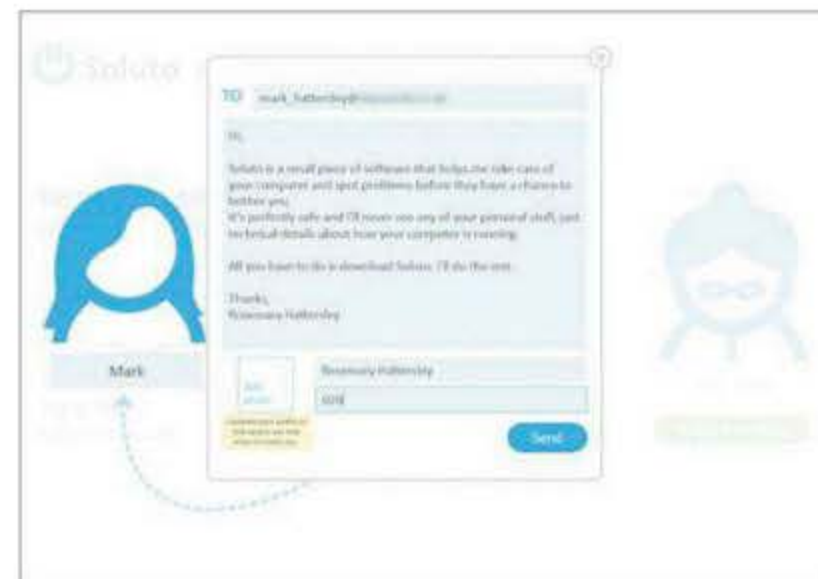 Soluto
TO mark_hattersley@
Hi,
Soluto is a small piece of software that helps me take care of
your computer and spot problems before they have a chance to
bother you.
It's perfectly safe and I'll never see any of your personal stuff, just
technical details about how your computer is running.
All you have to do is download Soluto. I'll do the rest.
Thanks,
Rosemary Hattersley
Mark
Rosemary Hattersley
Send